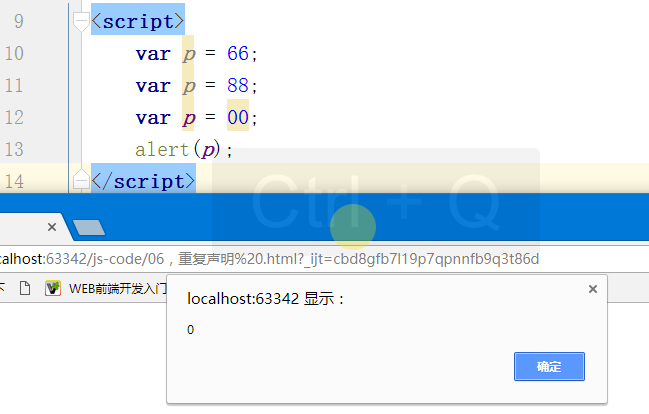 9 <script>
10 var p = 66;
11 var p = 88;
12 var p = 00;
13 alert(p);
14 </script>
Ctrl + Q
calhost:63342/js-code/06，重复声明%20.html?_ijt=cbd8gfb7l19p7qpnnfb9q3t86d
WEB前端开发入门
localhost:63342 显示：
0
确定